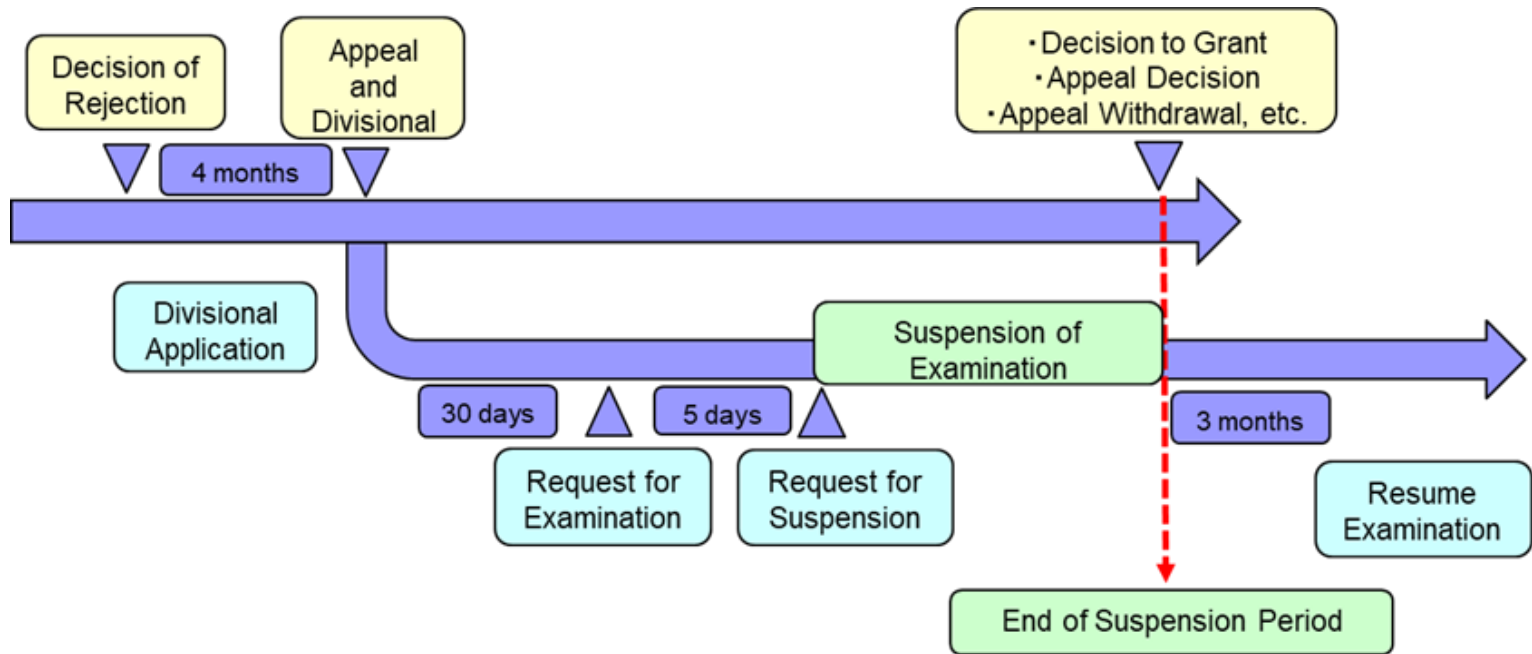 Decision of
Rejection
Appeal
and
Divisional
・Decision to Grant
・Appeal Decision
・Appeal Withdrawal, etc.
4 months
Divisional
Application
Suspension of
Examination
30 days
5 days
3 months
Request for
Examination
Request for
Suspension
Resume
Examination
End of Suspension Period